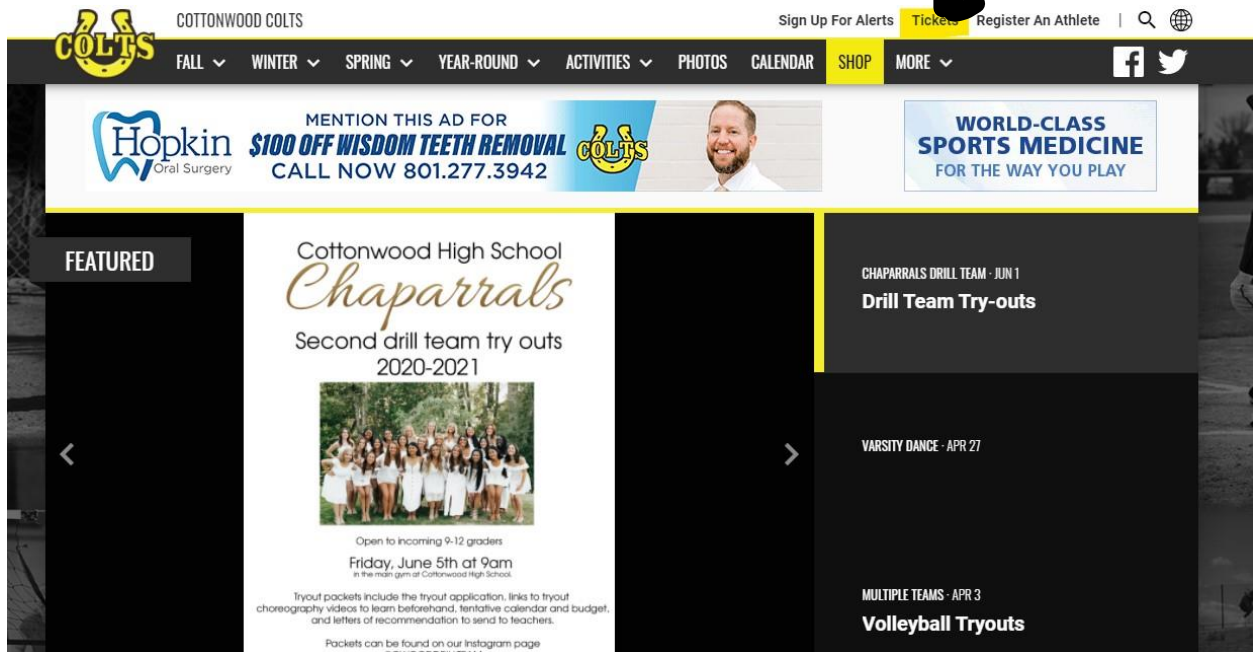 COLTS
COTTONWOOD COLTS
Sign Up For Alerts Tickets Register An Athlete
FALL WINTER SPRING YEAR-ROUND ACTIVITIES PHOTOS CALENDAR SHOP MORE
Hopkin
Oral Surgery
MENTION THIS AD FOR
$100 OFF WISDOM TEETH REMOVAL
CALL NOW 801.277.3942
COLTS
WORLD-CLASS
SPORTS MEDICINE
FOR THE WAY YOU PLAY
FEATURED
Cottonwood High School
Chaparrals
Second drill team try outs
2020-2021
Open to incoming 9-12 graders
Friday, June 5th at 9am
in the main gym at Cottonwood High School.
Tryout packets include the tryout application, links to tryout
choreography videos to learn beforehand, tentative calendar and budget,
and letters of recommendation to send to teachers.
Packets can be found on our Instagram page
CHAPARRALS DRILL TEAM · JUN 1
Drill Team Try-outs
VARSITY DANCE · APR 27
MULTIPLE TEAMS · APR 3
Volleyball Tryouts